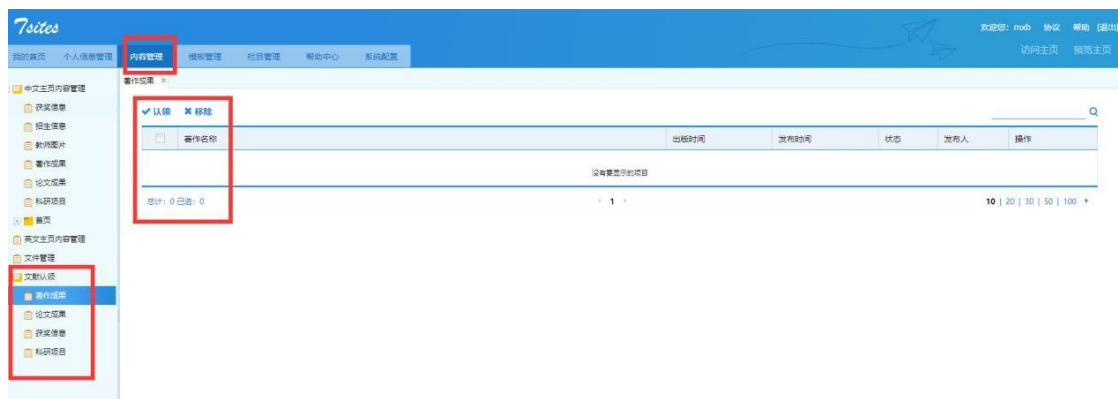 7sites
欢迎您：mxb 协议 帮助 [退出]
我的首页 个人信息管理 内容管理 模板管理 栏目管理 帮助中心 系统配置 访问主页 预览主页
著作成果 ×
中文主页内容管理
获奖信息
招生信息
教师图片
著作成果
论文成果
科研项目
首页
英文主页内容管理
文件管理
文献认领
著作成果
论文成果
获奖信息
科研项目
认领 移除
著作名称 出版时间 发布时间 状态 发布人 操作
没有要显示的项目
总计：0 已选：0 1 10 | 20 | 30 | 50 | 100